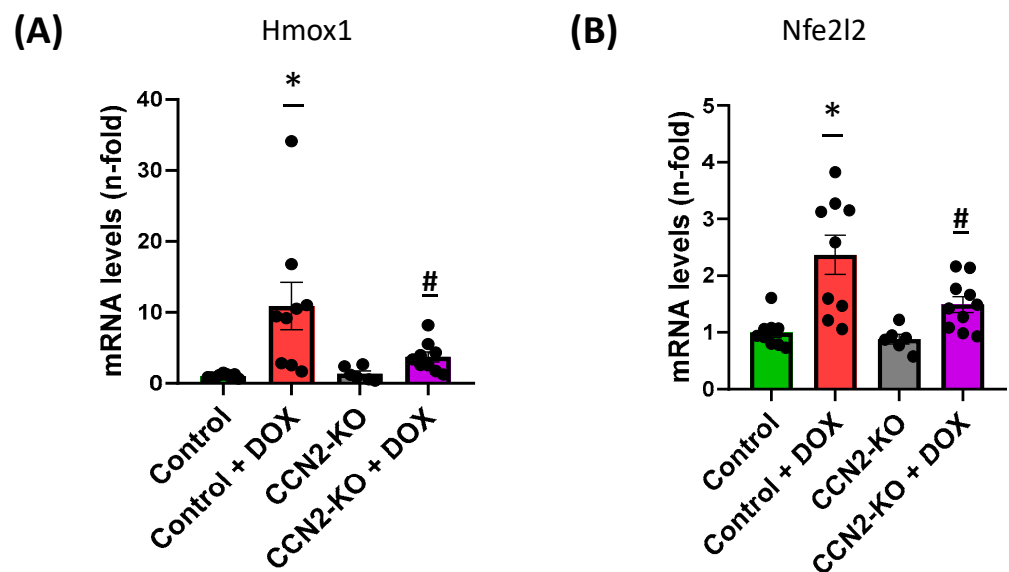 (A)
Hmox1
mRNA levels (n-fold)
40
30
20
10
0
*
#
Control
Control + DOX
CCN2-KO
CCN2-KO + DOX
(B)
Nfe2l2
mRNA levels (n-fold)
5
4
3
2
1
0
*
#
Control
Control + DOX
CCN2-KO
CCN2-KO + DOX